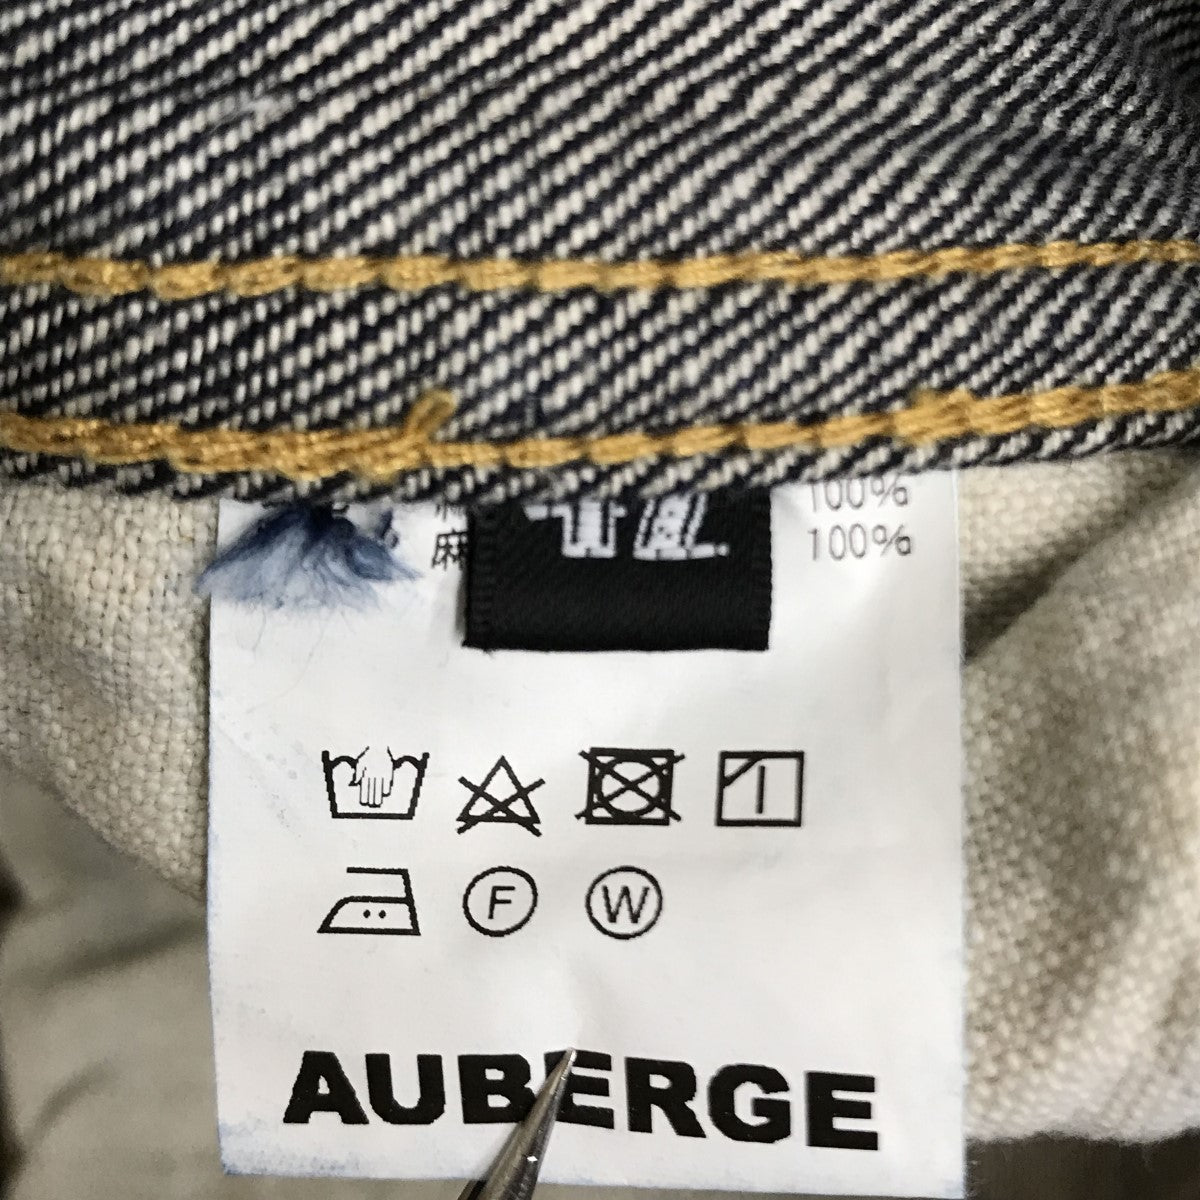 100%
麻 100%
F W
AUBERGE